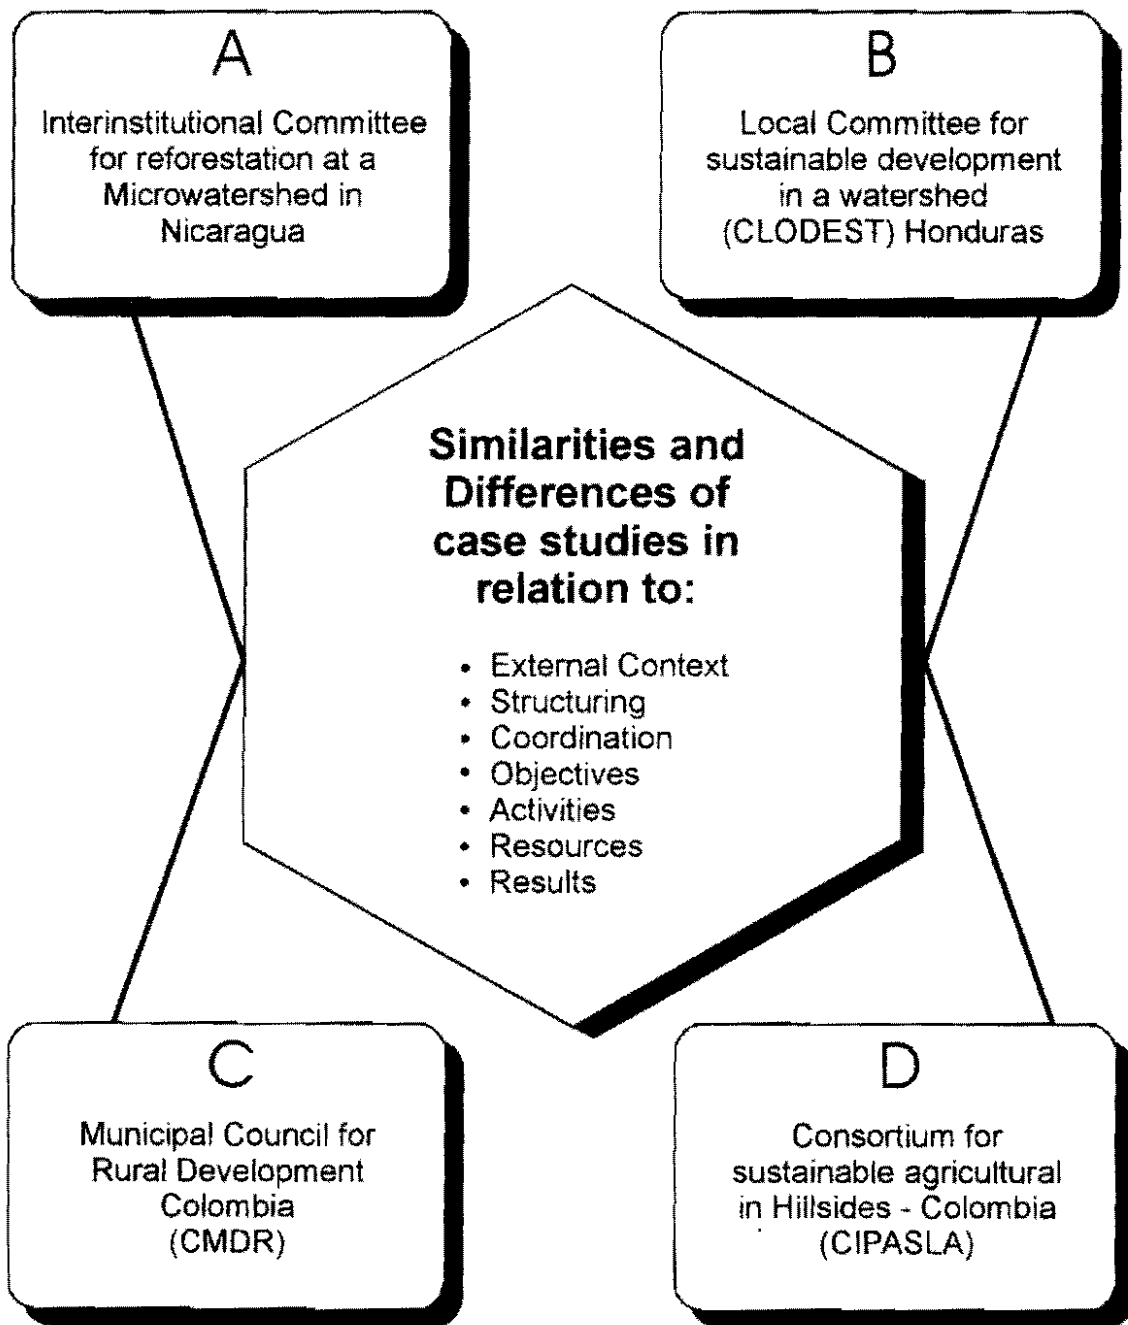 A
Interinstitutional Committee
for reforestation at a
Microwatershed in
Nicaragua
B
Local Committee for
sustainable development
in a watershed
(CLODEST) Honduras
Similarities and
Differences of
case studies in
relation to:
• External Context
• Structuring
• Coordination
• Objectives
• Activities
• Resources
• Results
C
Municipal Council for
Rural Development
Colombia
(CMDR)
D
Consortium for
sustainable agricultural
in Hillsides - Colombia
(CIPASLA)